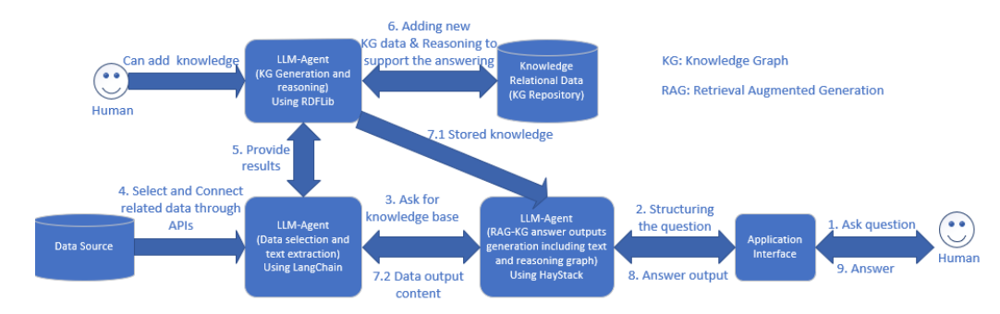 6. Adding new
KG data & Reasoning to
support the answering
Can add knowledge
Human
LLM-Agent
(KG Generation and
reasoning)
Using RDFLib
Knowledge
Relational Data
(KG Repository)
KG: Knowledge Graph
RAG: Retrieval Augmented Generation
7.1 Stored knowledge
5. Provide
results
4. Select and Connect
related data through
APIs
Data Source
LLM-Agent
(Data selection and
text extraction)
Using LangChain
3. Ask for
knowledge base
7.2 Data output
content
LLM-Agent
(RAG-KG answer outputs
generation including text
and reasoning graph)
Using HayStack
2. Structuring
the question
8. Answer output
Application
Interface
1. Ask question
9. Answer
Human